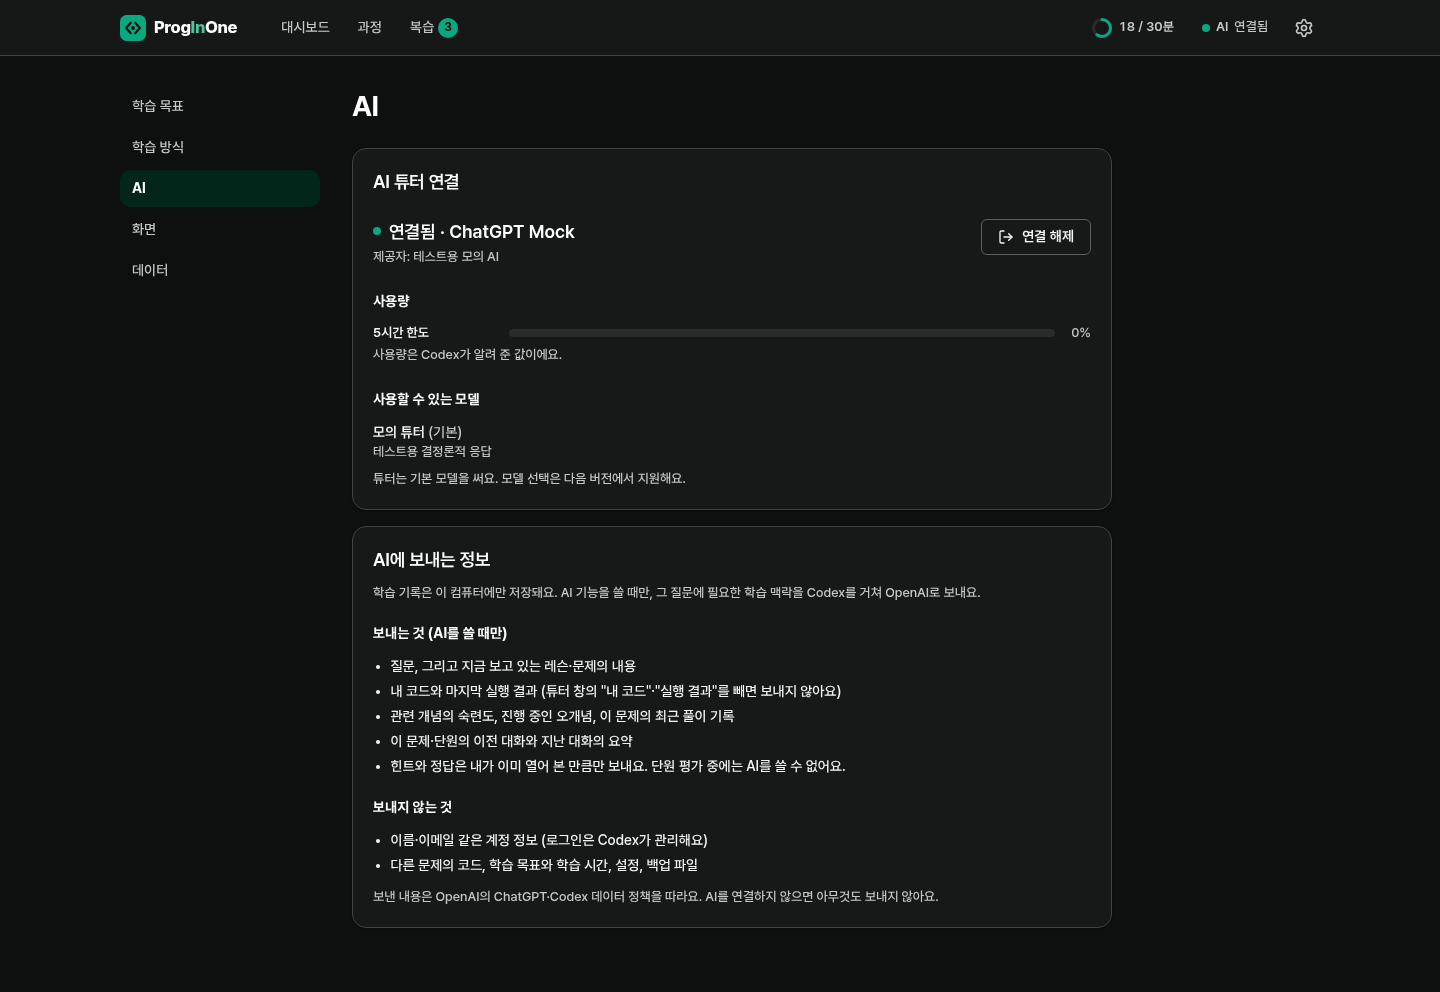 ProgInOne
대시보드
과정
복습 3
18 / 30분
AI 연결됨
학습 목표
학습 방식
AI
화면
데이터
AI
AI 튜터 연결
연결됨 · ChatGPT Mock
연결 해제
제공자: 테스트용 모의 AI
사용량
5시간 한도
0%
사용량은 Codex가 알려 준 값이에요.
사용할 수 있는 모델
모의 튜터 (기본)
테스트용 결정론적 응답
튜터는 기본 모델을 써요. 모델 선택은 다음 버전에서 지원해요.
AI에 보내는 정보
학습 기록은 이 컴퓨터에만 저장돼요. AI 기능을 쓸 때만, 그 질문에 필요한 학습 맥락을 Codex를 거쳐 OpenAI로 보내요.
보내는 것 (AI를 쓸 때만)
• 질문, 그리고 지금 보고 있는 레슨·문제의 내용
• 내 코드와 마지막 실행 결과 (튜터 창의 "내 코드"·"실행 결과"를 빼면 보내지 않아요)
• 관련 개념의 숙련도, 진행 중인 오개념, 이 문제의 최근 풀이 기록
• 이 문제·단원의 이전 대화와 지난 대화의 요약
• 힌트와 정답은 내가 이미 열어 본 만큼만 보내요. 단원 평가 중에는 AI를 쓸 수 없어요.
보내지 않는 것
• 이름·이메일 같은 계정 정보 (로그인은 Codex가 관리해요)
• 다른 문제의 코드, 학습 목표와 학습 시간, 설정, 백업 파일
보낸 내용은 OpenAI의 ChatGPT·Codex 데이터 정책을 따라요. AI를 연결하지 않으면 아무것도 보내지 않아요.